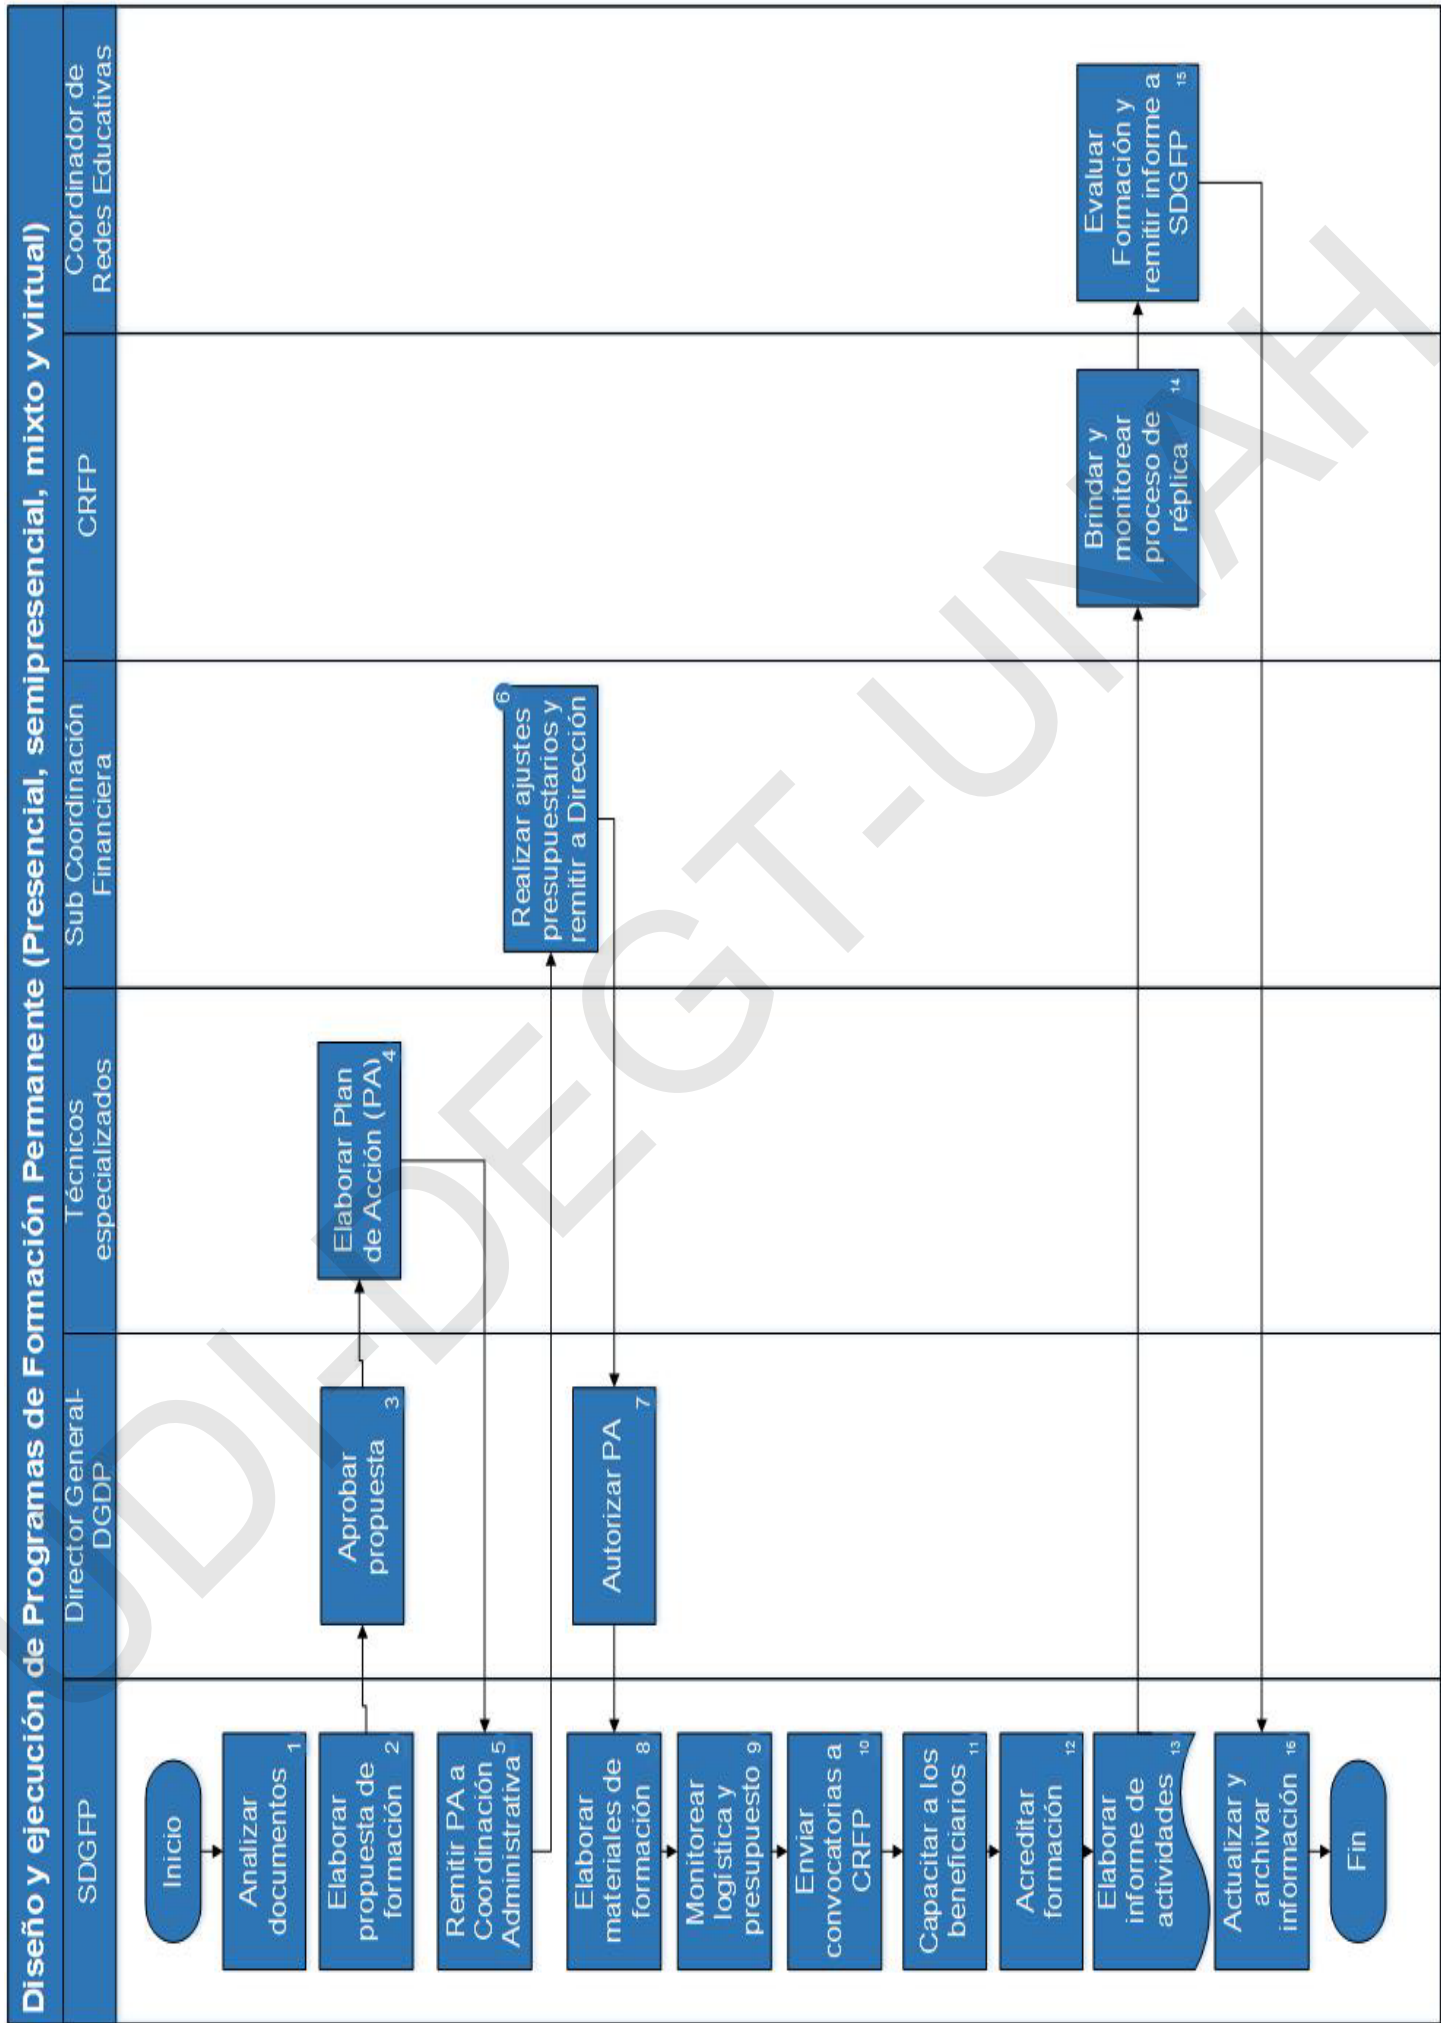 Diseño y ejecución de Programas de Formación Permanente (Presencial, semipresencial, mixto y virtual)
SDGFP
Director General-
DGDP
Técnicos
especializados
Sub Coordinación
Financiera
CRFP
Coordinador de
Redes Educativas
Inicio
Analizar
documentos
1
Elaborar
propuesta de
formación
2
Aprobar
propuesta
3
Elaborar Plan
de Acción (PA)
4
Remitir PA a
Coordinación
Administrativa
5
Realizar ajustes
presupuestarios y
remitir a Dirección
6
Autorizar PA
7
Elaborar
materiales de
formación
8
Monitorear
logística y
presupuesto
9
Enviar
convocatorias a
CRFP
10
Capacitar a los
beneficiarios
11
Acreditar
formación
12
Elaborar
informe de
actividades
13
Brindar y
monitorear
proceso de
réplica
14
Evaluar
Formación y
remitir informe a
SDGFP
15
Actualizar y
archivar
información
16
Fin
UDI-DEGT-UNAH